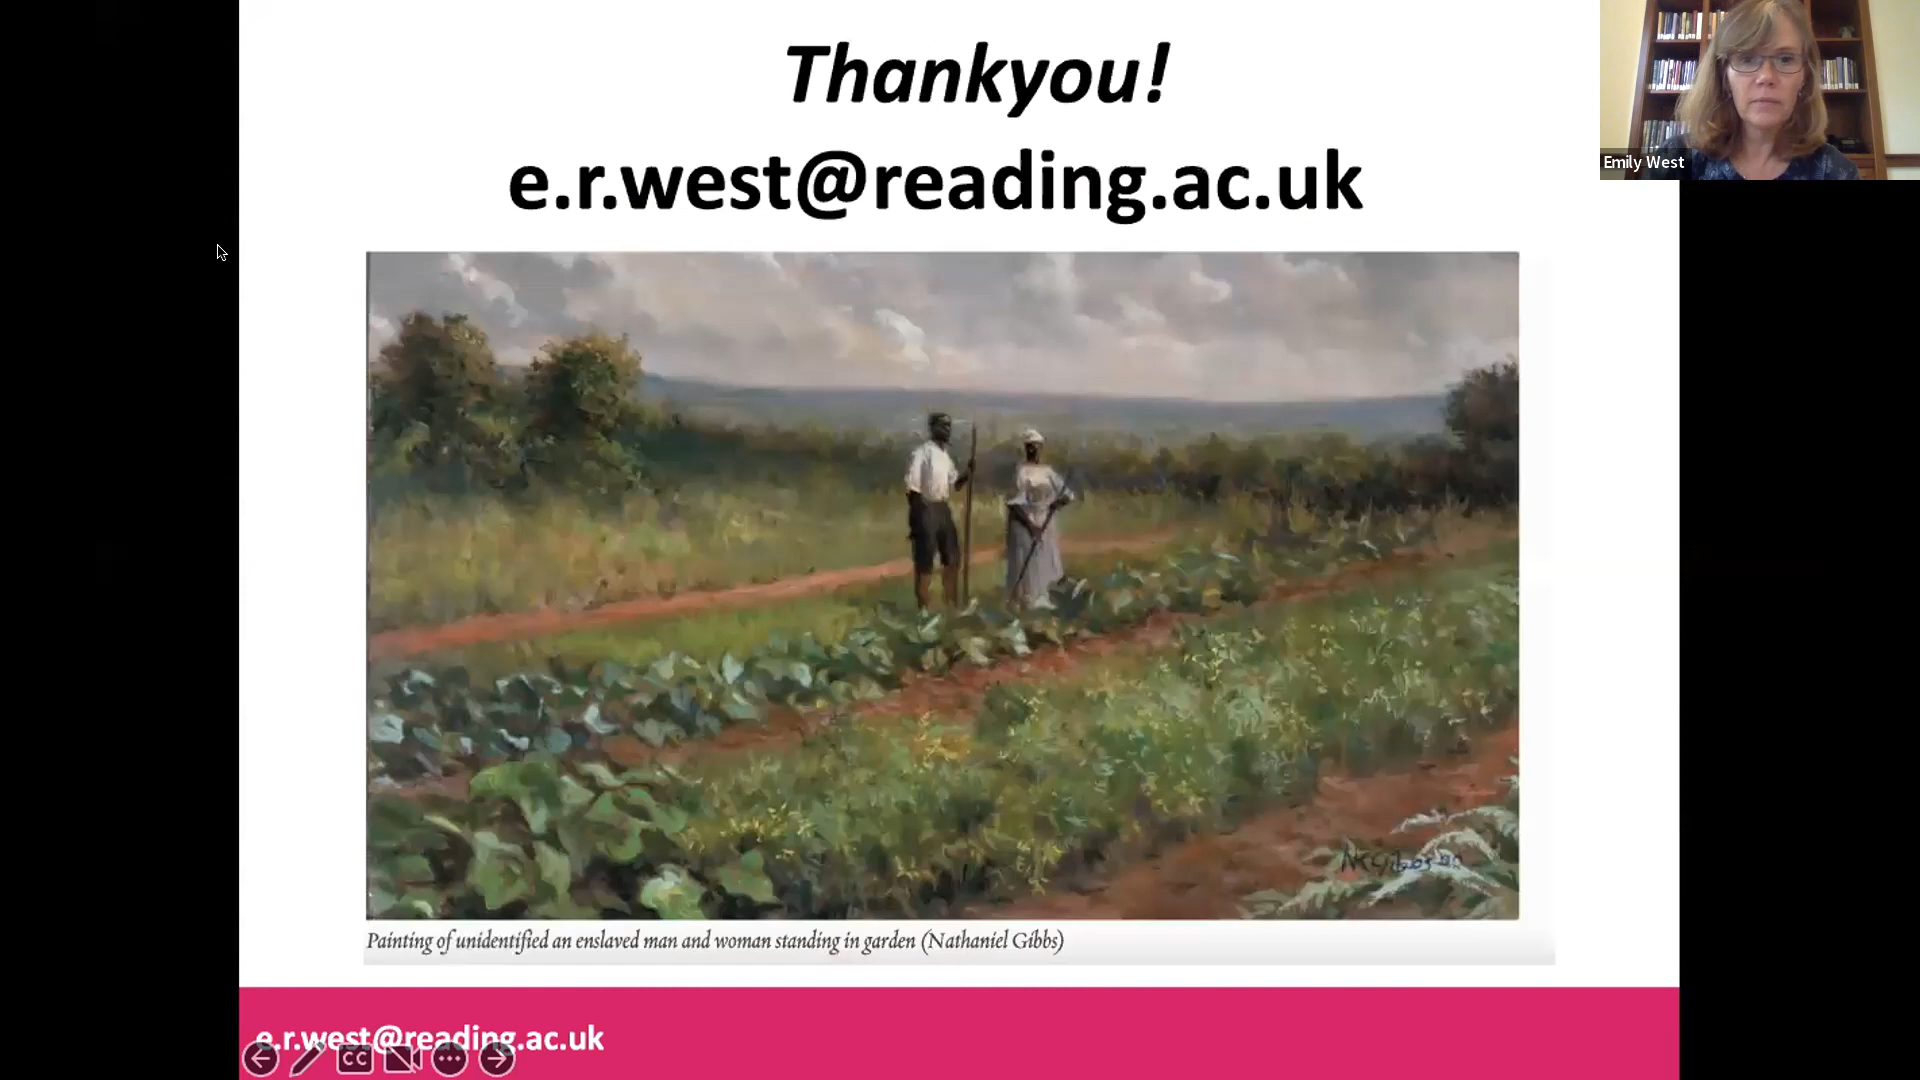 Thankyou!
e.r.west@reading.ac.uk
Emily West
Painting of unidentified an enslaved man and woman standing in garden (Nathaniel Gibbs)
e.r.west@reading.ac.uk
CC